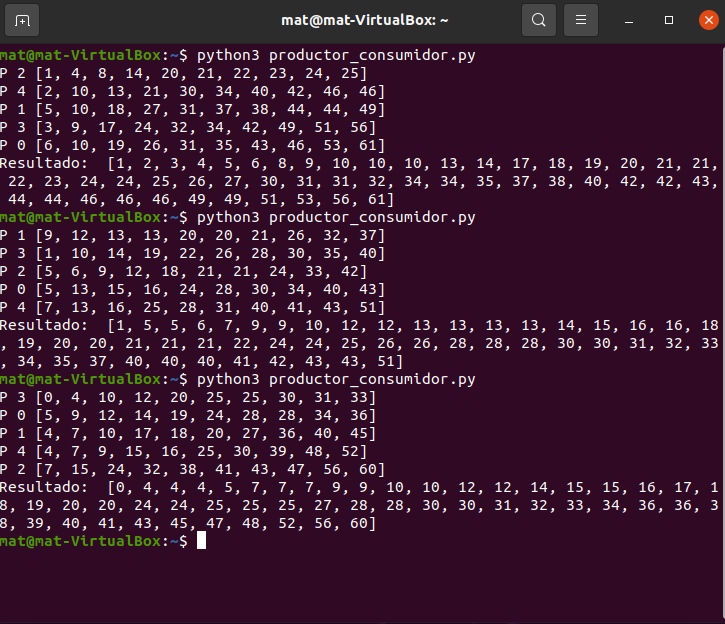 mat@mat-VirtualBox: ~
mat@mat-VirtualBox:~$ python3 productor_consumidor.py
P 2 [1, 4, 8, 14, 20, 21, 22, 23, 24, 25]
P 4 [2, 10, 13, 21, 30, 34, 40, 42, 46, 46]
P 1 [5, 10, 18, 27, 31, 37, 38, 44, 44, 49]
P 3 [3, 9, 17, 24, 32, 34, 42, 49, 51, 56]
P 0 [6, 10, 19, 26, 31, 35, 43, 46, 53, 61]
Resultado:  [1, 2, 3, 4, 5, 6, 8, 9, 10, 10, 10, 13, 14, 17, 18, 19, 20, 21, 21,
 22, 23, 24, 24, 25, 26, 27, 30, 31, 31, 32, 34, 34, 35, 37, 38, 40, 42, 42, 43,
 44, 44, 46, 46, 46, 49, 49, 51, 53, 56, 61]
mat@mat-VirtualBox:~$ python3 productor_consumidor.py
P 1 [9, 12, 13, 13, 20, 20, 21, 26, 32, 37]
P 3 [1, 10, 14, 19, 22, 26, 28, 30, 35, 40]
P 2 [5, 6, 9, 12, 18, 21, 21, 24, 33, 42]
P 0 [5, 13, 15, 16, 24, 28, 30, 34, 40, 43]
P 4 [7, 13, 16, 25, 28, 31, 40, 41, 43, 51]
Resultado:  [1, 5, 5, 6, 7, 9, 9, 10, 12, 12, 13, 13, 13, 13, 14, 15, 16, 16, 18
, 19, 20, 20, 21, 21, 21, 22, 24, 24, 25, 26, 26, 28, 28, 28, 30, 30, 31, 32, 33
, 34, 35, 37, 40, 40, 40, 41, 42, 43, 43, 51]
mat@mat-VirtualBox:~$ python3 productor_consumidor.py
P 3 [0, 4, 10, 12, 20, 25, 25, 30, 31, 33]
P 0 [5, 9, 12, 14, 19, 24, 28, 28, 34, 36]
P 1 [4, 7, 10, 17, 18, 20, 27, 36, 40, 45]
P 4 [4, 7, 9, 15, 16, 25, 30, 39, 48, 52]
P 2 [7, 15, 24, 32, 38, 41, 43, 47, 56, 60]
Resultado:  [0, 4, 4, 4, 5, 7, 7, 7, 9, 9, 10, 10, 12, 12, 14, 15, 15, 16, 17, 1
8, 19, 20, 20, 24, 24, 25, 25, 25, 27, 28, 28, 30, 30, 31, 32, 33, 34, 36, 36, 3
8, 39, 40, 41, 43, 45, 47, 48, 52, 56, 60]
mat@mat-VirtualBox:~$